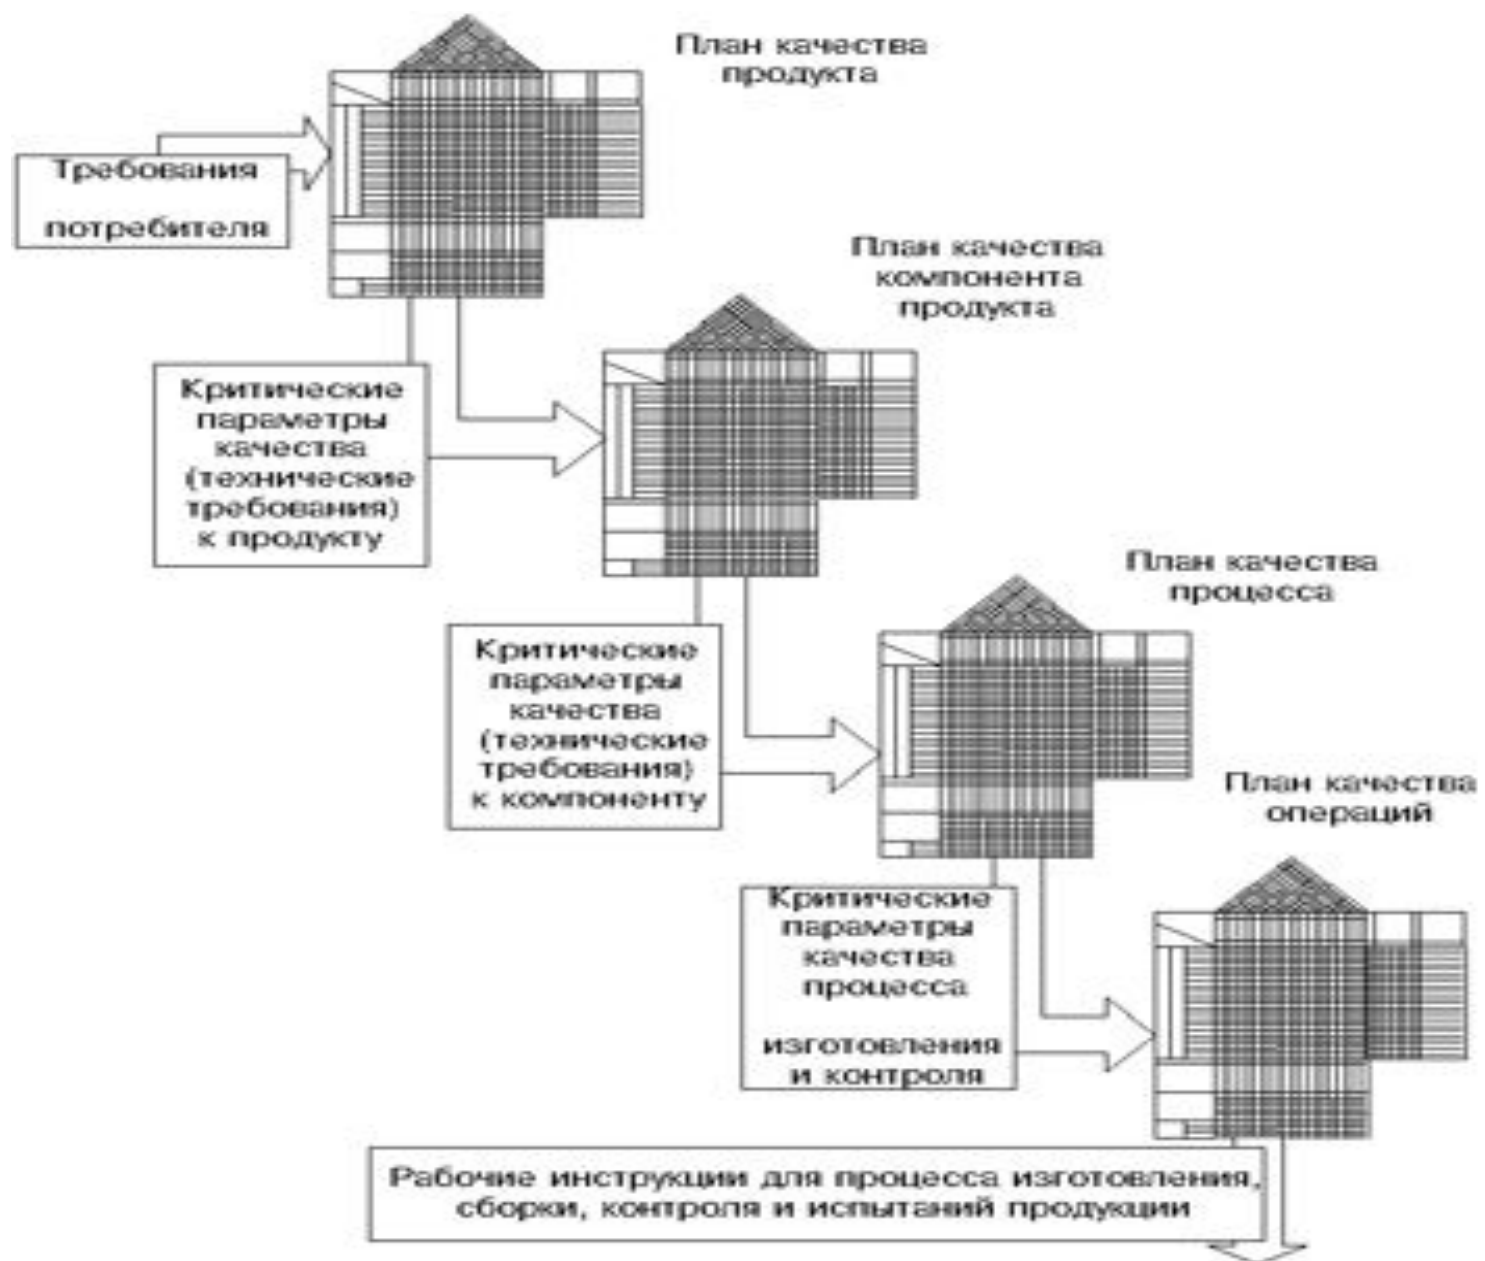 План качества
продукта
Требования
потребителя
План качества
компонента
продукта
Критические
параметры
качества
(технические
требования)
к продукту
План качества
процесса
Критические
параметры
качества
(технические
требования)
к компоненту
План качества
операций
Критические
параметры
качества
процесса
изготовления
и контроля
Рабочие инструкции для процесса изготовления,
сборки, контроля и испытаний продукции